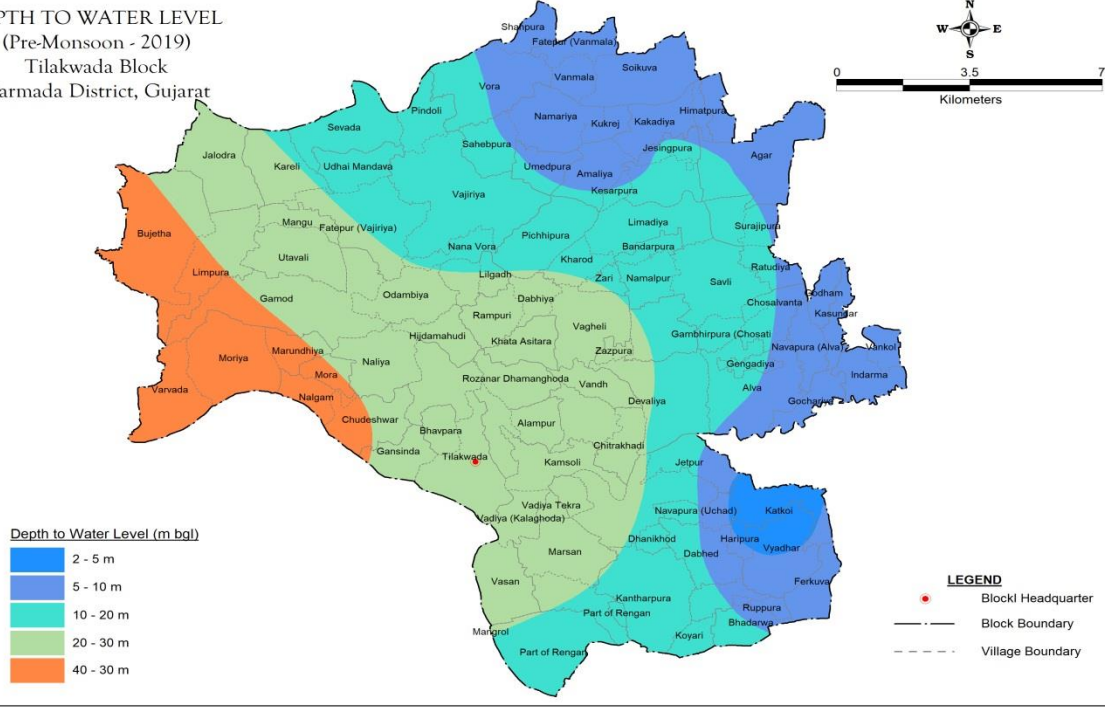 PTH TO WATER LEVEL
(Pre-Monsoon - 2019)
Tilakwada Block
armada District, Gujarat
N
W E
S
0 3.5 7
Kilometers
Shanpura
Fatepur (Vanmala)
Soikuva
Vanmala
Vora
Pindoli
Namariya
Kukrej
Kakadiya
Himatpura
Sevada
Sahebpura
Jesingpura
Agar
Jalodra
Kareli
Udhai Mandava
Umedpura
Amaliya
Kesarpura
Vajiriya
Limadiya
Surajipura
Mangu
Fatepur (Vajiriya)
Bujetha
Pichhipura
Nana Vora
Bandarpura
Utavali
Kharod
Limpura
Lilgadh
Zari
Namalpur
Savli
Ratudiya
Gamod
Odambiya
Dabhiya
Chosalvanta
Godham
Kasundar
Rampuri
Vagheli
Hijdamahudi
Khata Asitara
Gambhirpura (Chosati)
Zazpura
Navapura (Alva)
Vankol
Marundhiya
Moriya
Naliya
Gengadiya
Mora
Indarma
Rozanar Dhamanghoda
Vandh
Alva
Varvada
Nalgam
Devaliya
Gochariya
Chudeshwar
Bhavpara
Alampur
Chitrakhadi
Gansinda
Tilakwada
Kamsoli
Jetpur
Vadiya Tekra
Vadiya (Kalaghoda)
Navapura (Uchad)
Katkoi
Dhanikhod
Haripura
Vyadhar
Marsan
Dabhed
Vasan
Ferkuva
Kantharpura
Part of Rengan
Ruppura
Bhadarwa
Mangrol
Koyari
Part of Rengan
Depth to Water Level (m bgl)
2 - 5 m
5 - 10 m
10 - 20 m
20 - 30 m
40 - 30 m
LEGEND
Blockl Headquarter
Block Boundary
Village Boundary